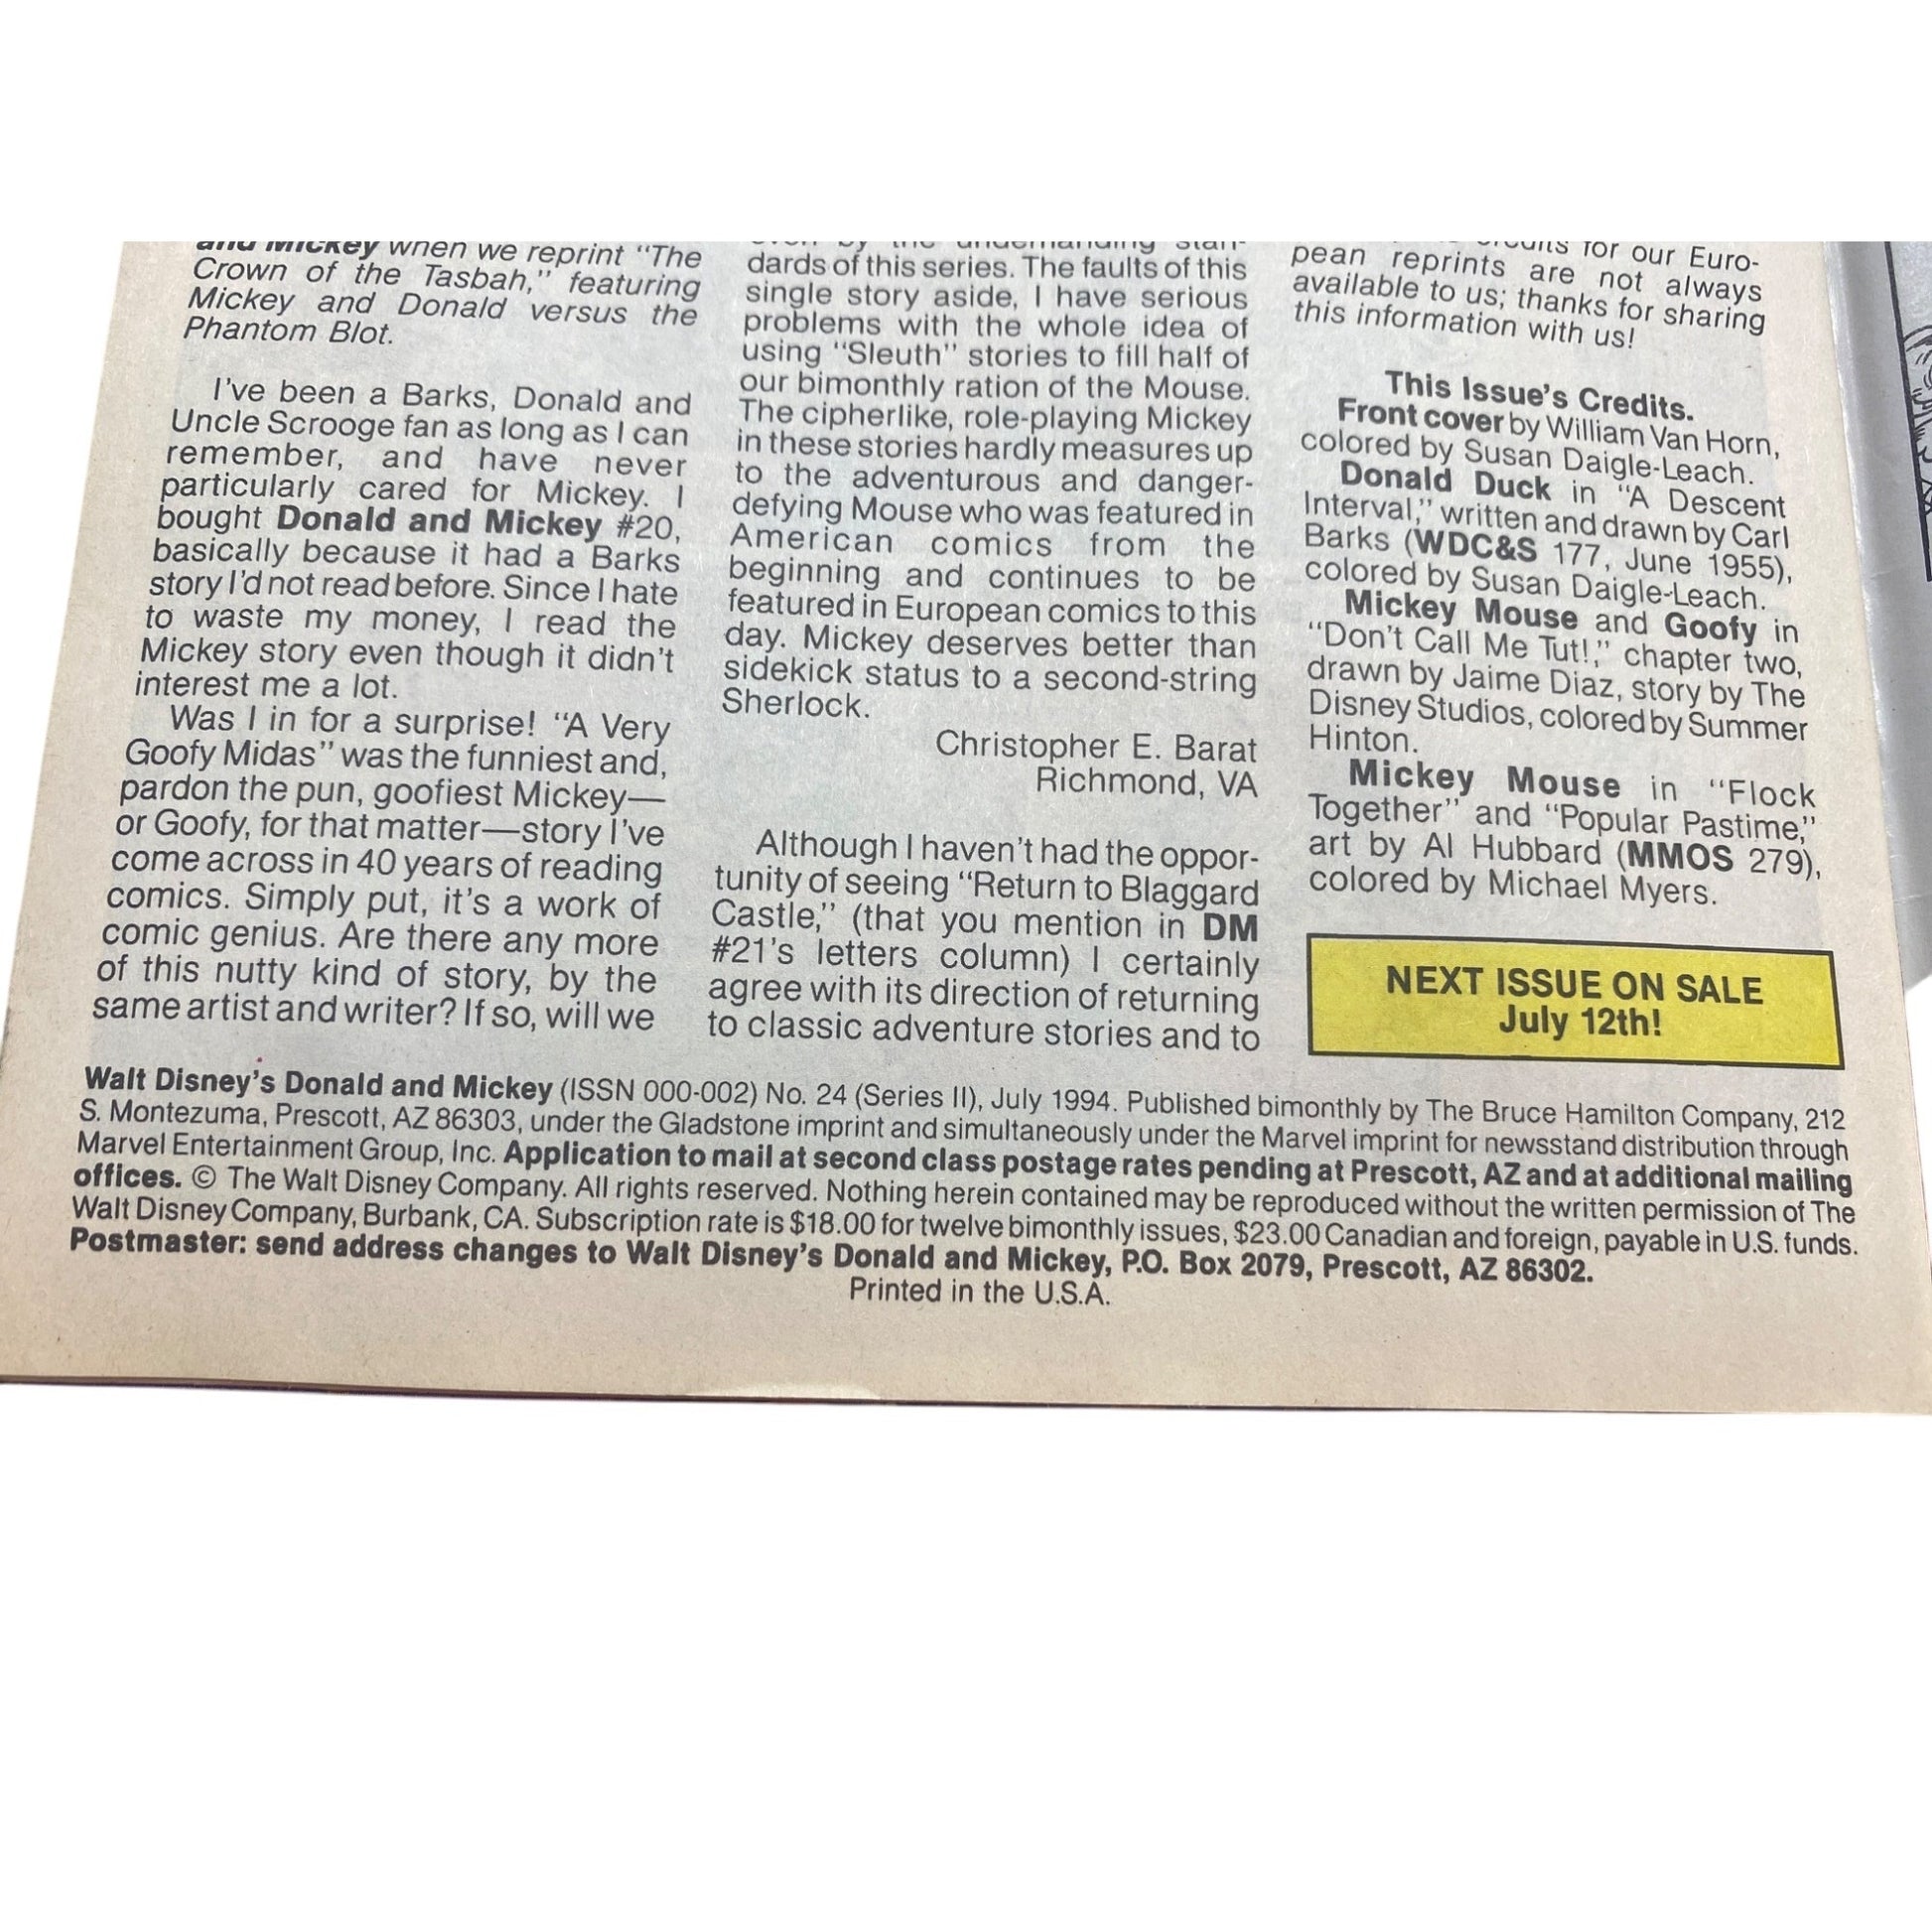 and Mickey when we reprint "The
Crown of the Tasbah," featuring
Mickey and Donald versus the
Phantom Blot.
I've been a Barks, Donald and
Uncle Scrooge fan as long as I can
remember, and have never
particularly cared for Mickey. I
bought Donald and Mickey #20,
basically because it had a Barks
story I'd not read before. Since I hate
to waste my money, I read the
Mickey story even though it didn't
interest me a lot.
Was I in for a surprise! "A Very
Goofy Midas" was the funniest and,
pardon the pun, goofiest Mickey—
or Goofy, for that matter—story I've
come across in 40 years of reading
comics. Simply put, it's a work of
comic genius. Are there any more
of this nutty kind of story, by the
same artist and writer? If so, will we
even by the undemanding stan-
dards of this series. The faults of this
single story aside, I have serious
problems with the whole idea of
using "Sleuth" stories to fill half of
our bimonthly ration of the Mouse.
The cipherlike, role-playing Mickey
in these stories hardly measures up
to the adventurous and danger-
defying Mouse who was featured in
American comics from the
beginning and continues to be
featured in European comics to this
day. Mickey deserves better than
sidekick status to a second-string
Sherlock.
Christopher E. Barat
Richmond, VA
Although I haven't had the oppor-
tunity of seeing "Return to Blaggard
Castle," (that you mention in DM
#21's letters column) I certainly
agree with its direction of returning
to classic adventure stories and to
credits for our Euro-
pean reprints are not always
available to us; thanks for sharing
this information with us!
This Issue's Credits.
Front cover by William Van Horn,
colored by Susan Daigle-Leach.
Donald Duck in "A Descent
Interval," written and drawn by Carl
Barks (WDC&S 177, June 1955),
colored by Susan Daigle-Leach.
Mickey Mouse and Goofy in
"Don't Call Me Tut!," chapter two,
drawn by Jaime Diaz, story by The
Disney Studios, colored by Summer
Hinton.
Mickey Mouse in "Flock
Together" and "Popular Pastime,"
art by Al Hubbard (MMOS 279),
colored by Michael Myers.
NEXT ISSUE ON SALE
July 12th!
Walt Disney's Donald and Mickey (ISSN 000-002) No. 24 (Series II), July 1994. Published bimonthly by The Bruce Hamilton Company, 212
S. Montezuma, Prescott, AZ 86303, under the Gladstone imprint and simultaneously under the Marvel imprint for newsstand distribution through
Marvel Entertainment Group, Inc. Application to mail at second class postage rates pending at Prescott, AZ and at additional mailing
offices. © The Walt Disney Company. All rights reserved. Nothing herein contained may be reproduced without the written permission of The
Walt Disney Company, Burbank, CA. Subscription rate is $18.00 for twelve bimonthly issues, $23.00 Canadian and foreign, payable in U.S. funds.
Postmaster: send address changes to Walt Disney's Donald and Mickey, P.O. Box 2079, Prescott, AZ 86302.
Printed in the U.S.A.